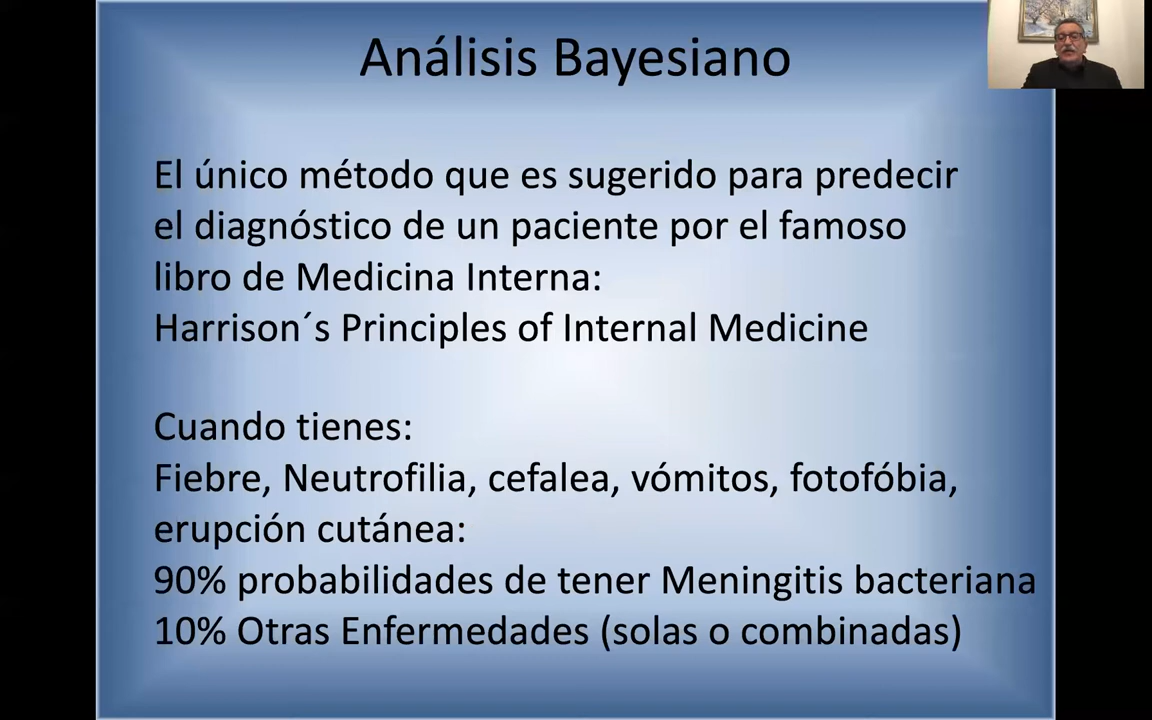 Análisis Bayesiano
El único método que es sugerido para predecir
el diagnóstico de un paciente por el famoso
libro de Medicina Interna:
Harrison´s Principles of Internal Medicine
Cuando tienes:
Fiebre, Neutrofilia, cefalea, vómitos, fotofóbia,
erupción cutánea:
90% probabilidades de tener Meningitis bacteriana
10% Otras Enfermedades (solas o combinadas)